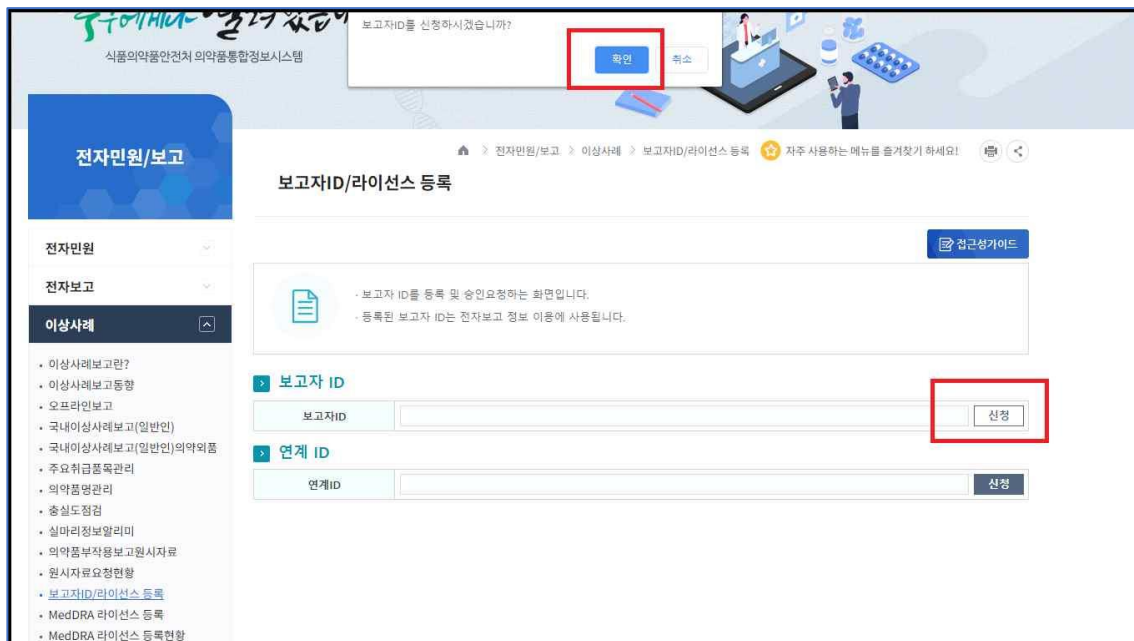 보고자ID를 신청하시겠습니까?
확인
취소
식품의약품안전처 의약품통합정보시스템
전자민원/보고
전자민원/보고 > 이상사례 > 보고자ID/라이선스 등록
자주 사용하는 메뉴를 즐겨찾기 하세요!
보고자ID/라이선스 등록
접근성가이드
전자민원
전자보고
이상사례
· 보고자 ID를 등록 및 승인요청하는 화면입니다.
· 등록된 보고자 ID는 전자보고 정보 이용에 사용됩니다.
• 이상사례보고란?
• 이상사례보고동향
• 오프라인보고
• 국내이상사례보고(일반인)
• 국내이상사례보고(일반인)의약외품
• 주요취급품목관리
• 의약품명관리
• 충실도점검
• 실마리정보알리미
• 의약품부작용보고원시자료
• 원시자료요청현황
• 보고자ID/라이선스 등록
• MedDRA 라이선스 등록
• MedDRA 라이선스 등록현황
보고자 ID
보고자ID
신청
연계 ID
연계ID
신청